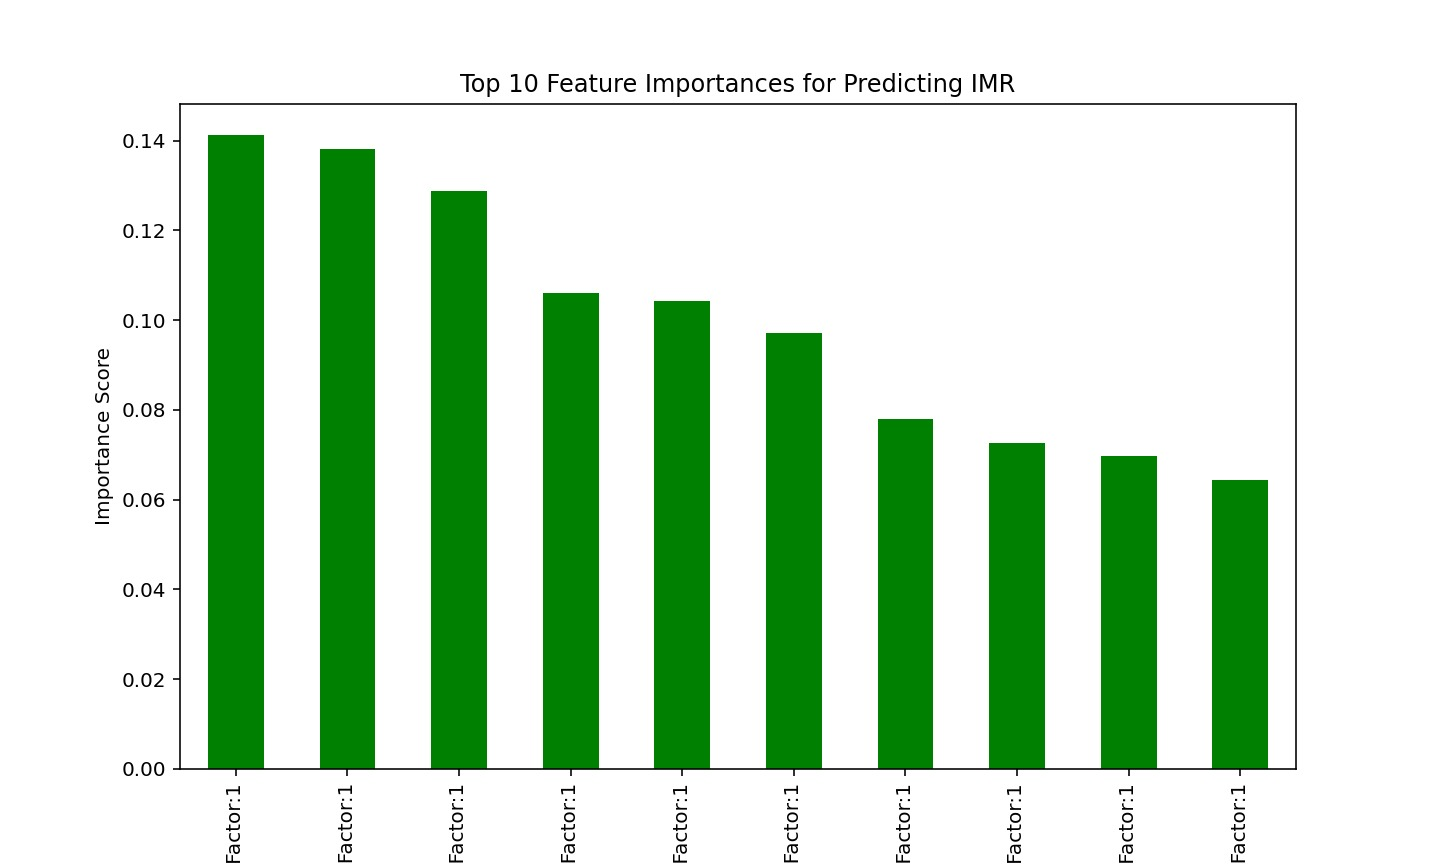 Top 10 Feature Importances for Predicting IMR
Importance Score
0.14
0.12
0.10
0.08
0.06
0.04
0.02
0.00
Factor:1
Factor:1
Factor:1
Factor:1
Factor:1
Factor:1
Factor:1
Factor:1
Factor:1
Factor:1